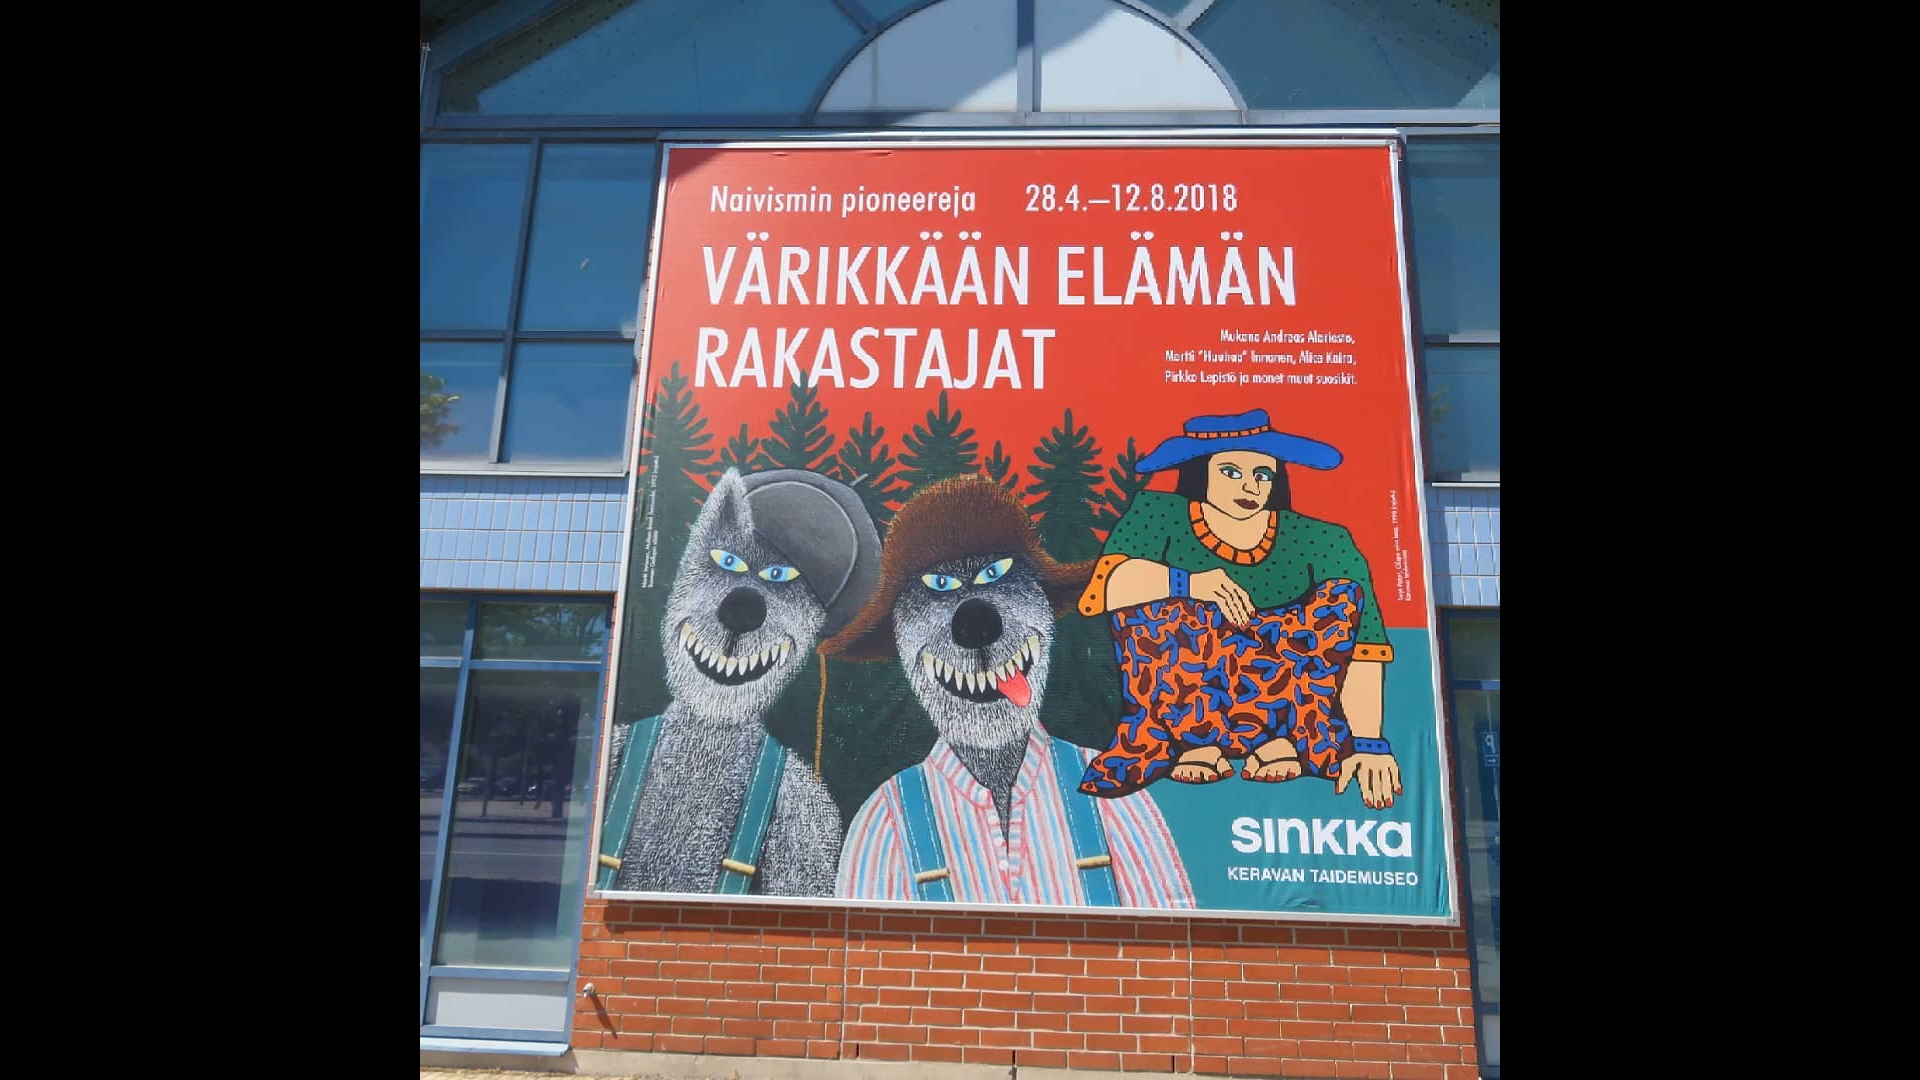 Naivismin pioneereja 28.4.–12.8.2018
VÄRIKKÄÄN ELÄMÄN
RAKASTAJAT
Mukana Andreas Alariesto,
Martti "Huuhaa" Innanen, Alice Kaira,
Pirkko Lepistö ja monet muut suosikit.
sinkka
KERAVAN TAIDEMUSEO